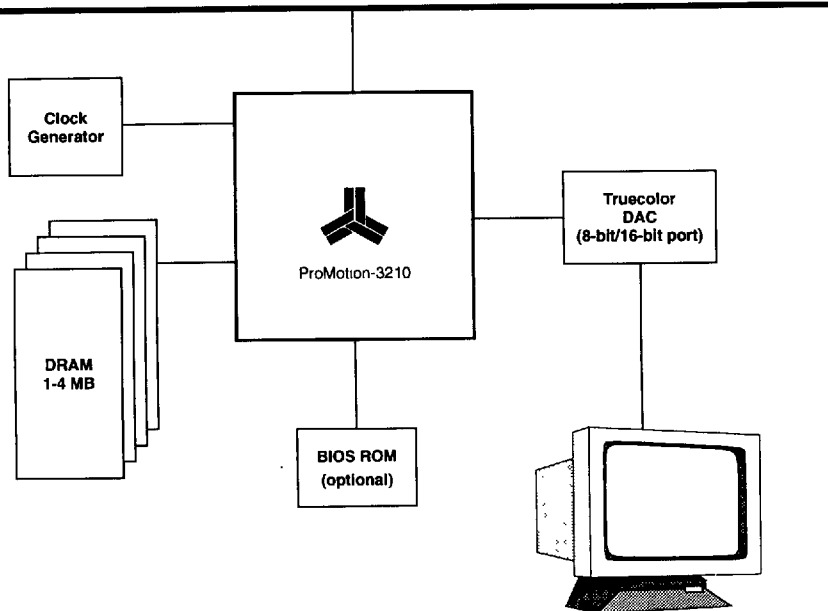 Clock
Generator
ProMotion-3210
Truecolor
DAC
(8-bit/16-bit port)
DRAM
1-4 MB
BIOS ROM
(optional)